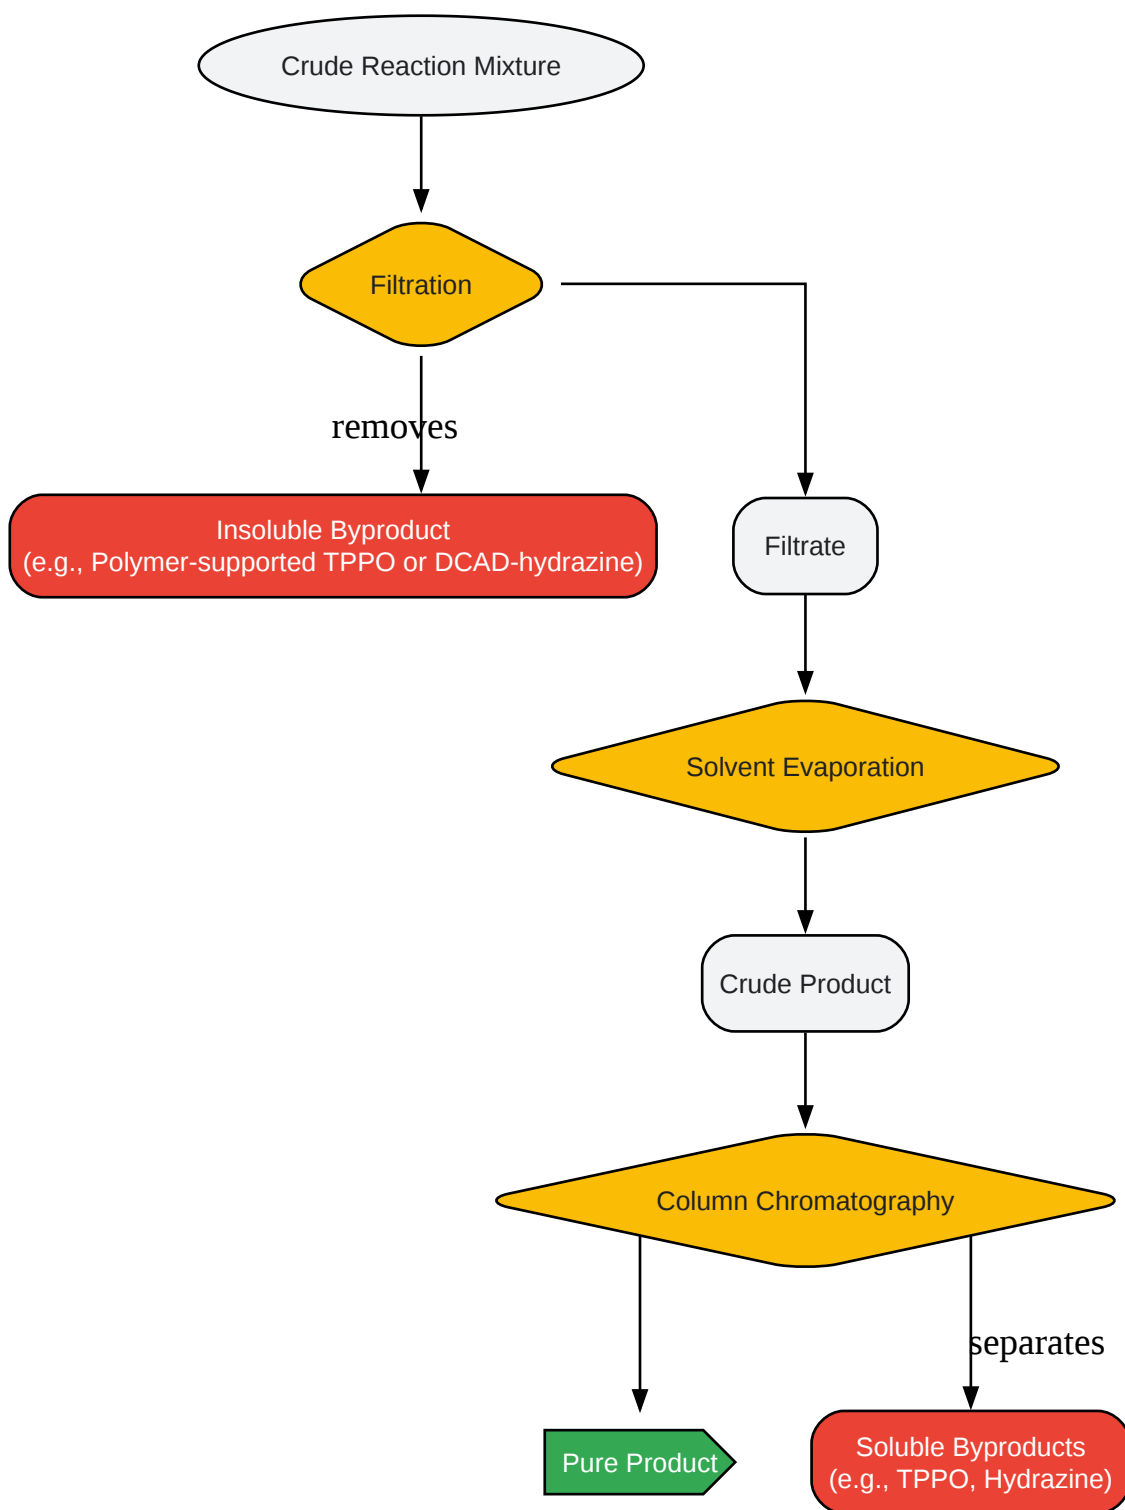 Crude Reaction Mixture
Filtration
removes
Insoluble Byproduct
(e.g., Polymer-supported TPPO or DCAD-hydrazine)
Filtrate
Solvent Evaporation
Crude Product
Column Chromatography
separates
Pure Product
Soluble Byproducts
(e.g., TPPO, Hydrazine)